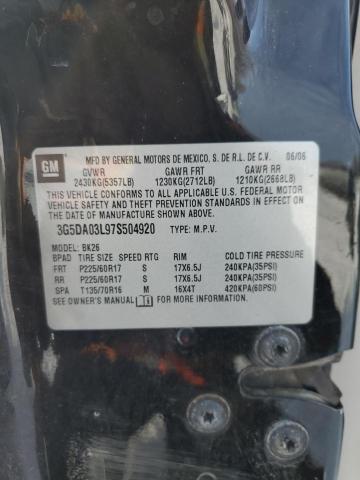 GM
MFD BY GENERAL MOTORS DE MEXICO, S. DE R.L. DE C.V. 06/06
GVWR GAWR FRT GAWR RR
2430KG(5357LB) 1230KG(2712LB) 1210KG(2668LB)
THIS VEHICLE CONFORMS TO ALL APPLICABLE U.S. FEDERAL MOTOR
VEHICLE SAFETY AND THEFT PREVENTION STANDARDS IN EFFECT ON
THE DATE OF MANUFACTURE SHOWN ABOVE.
3G5DA03L97S504920 TYPE: M.P.V.
MODEL: BK26
BPAD TIRE SIZE SPEED RTG RIM COLD TIRE PRESSURE
FRT P225/60R17 S 17X6.5J 240KPA(35PSI)
RR P225/60R17 S 17X6.5J 240KPA(35PSI)
SPA T135/70R16 M 16X4T 420KPA(60PSI)
SEE OWNER'S MANUAL FOR ADDITIONAL INFORMATION.